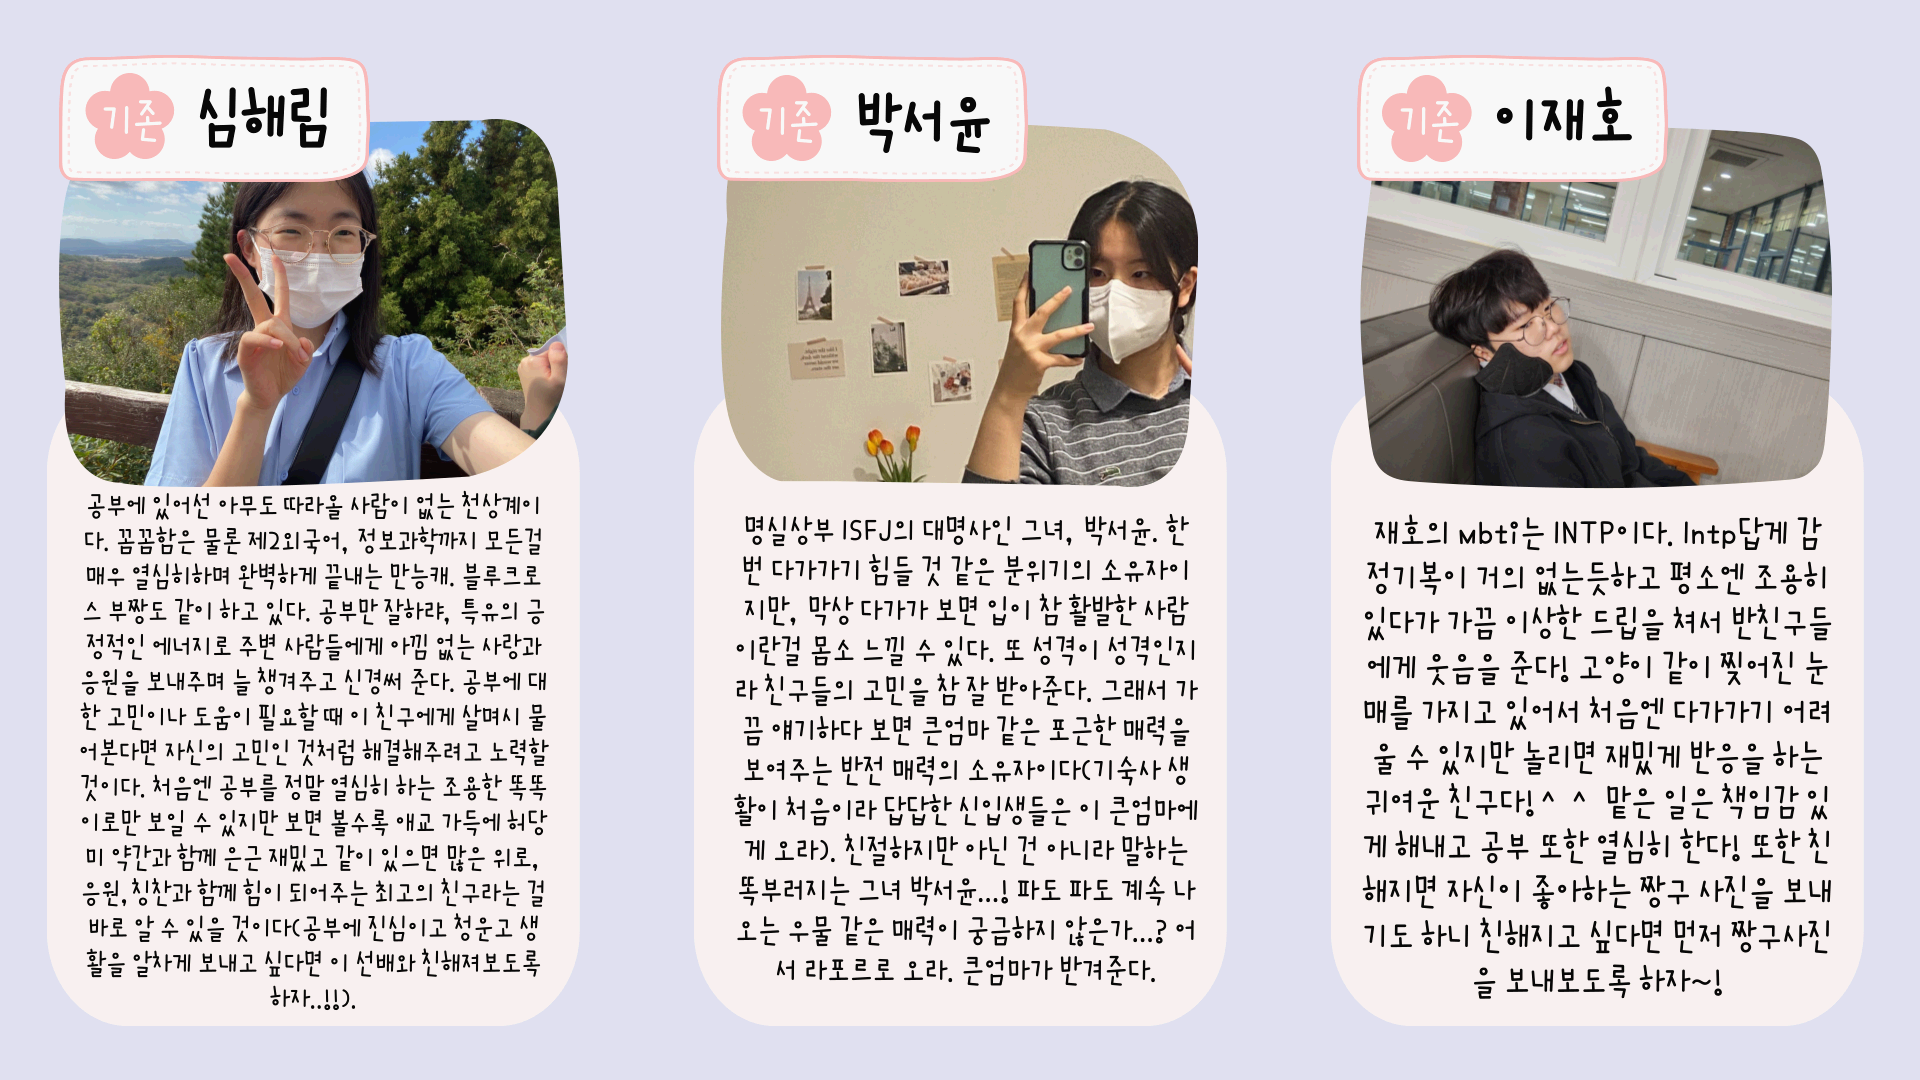 기존 심해림
공부에 있어선 아무도 따라올 사람이 없는 천상계이
다. 꼼꼼함은 물론 제2외국어, 정보과학까지 모든걸
매우 열심히하며 완벽하게 끝내는 만능캐. 블루크로
스 부짱도 같이 하고 있다. 공부만 잘하랴, 특유의 긍
정적인 에너지로 주변 사람들에게 아낌 없는 사랑과
응원을 보내주며 늘 챙겨주고 신경써 준다. 공부에 대
한 고민이나 도움이 필요할 때 이 친구에게 살며시 물
어본다면 자신의 고민인 것처럼 해결해주려고 노력할
것이다. 처음엔 공부를 정말 열심히 하는 조용한 똑똑
이로만 보일 수 있지만 보면 볼수록 애교 가득에 허당
미 약간과 함께 은근 재밌고 같이 있으면 많은 위로,
응원,칭찬과 함께 힘이 되어주는 최고의 친구라는 걸
바로 알 수 있을 것이다(공부에 진심이고 청운고 생
활을 알차게 보내고 싶다면 이 선배와 친해져보도록
하자..!!).
기존 박서윤
명실상부 ISFJ의 대명사인 그녀, 박서윤. 한
번 다가가기 힘들 것 같은 분위기의 소유자이
지만, 막상 다가가 보면 입이 참 활발한 사람
이란걸 몸소 느낄 수 있다. 또 성격이 성격인지
라 친구들의 고민을 참 잘 받아준다. 그래서 가
끔 얘기하다 보면 큰엄마 같은 포근한 매력을
보여주는 반전 매력의 소유자이다(기숙사 생
활이 처음이라 답답한 신입생들은 이 큰엄마에
게 오라). 친절하지만 아닌 건 아니라 말하는
똑부러지는 그녀 박서윤...! 파도 파도 계속 나
오는 우물 같은 매력이 궁금하지 않은가...? 어
서 라포르로 오라. 큰엄마가 반겨준다.
기존 이재호
재호의 mbti는 INTP이다. Intp답게 감
정기복이 거의 없는듯하고 평소엔 조용히
있다가 가끔 이상한 드립을 쳐서 반친구들
에게 웃음을 준다! 고양이 같이 찢어진 눈
매를 가지고 있어서 처음엔 다가가기 어려
울 수 있지만 놀리면 재밌게 반응을 하는
귀여운 친구다!^ ^ 맡은 일은 책임감 있
게 해내고 공부 또한 열심히 한다! 또한 친
해지면 자신이 좋아하는 짱구 사진을 보내
기도 하니 친해지고 싶다면 먼저 짱구사진
을 보내보도록 하자~!